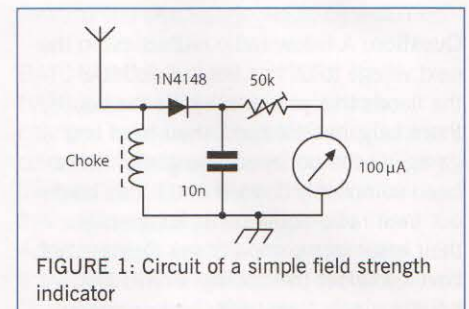 1N4148
50k
Choke
10n
100µA
FIGURE 1: Circuit of a simple field strength
indicator